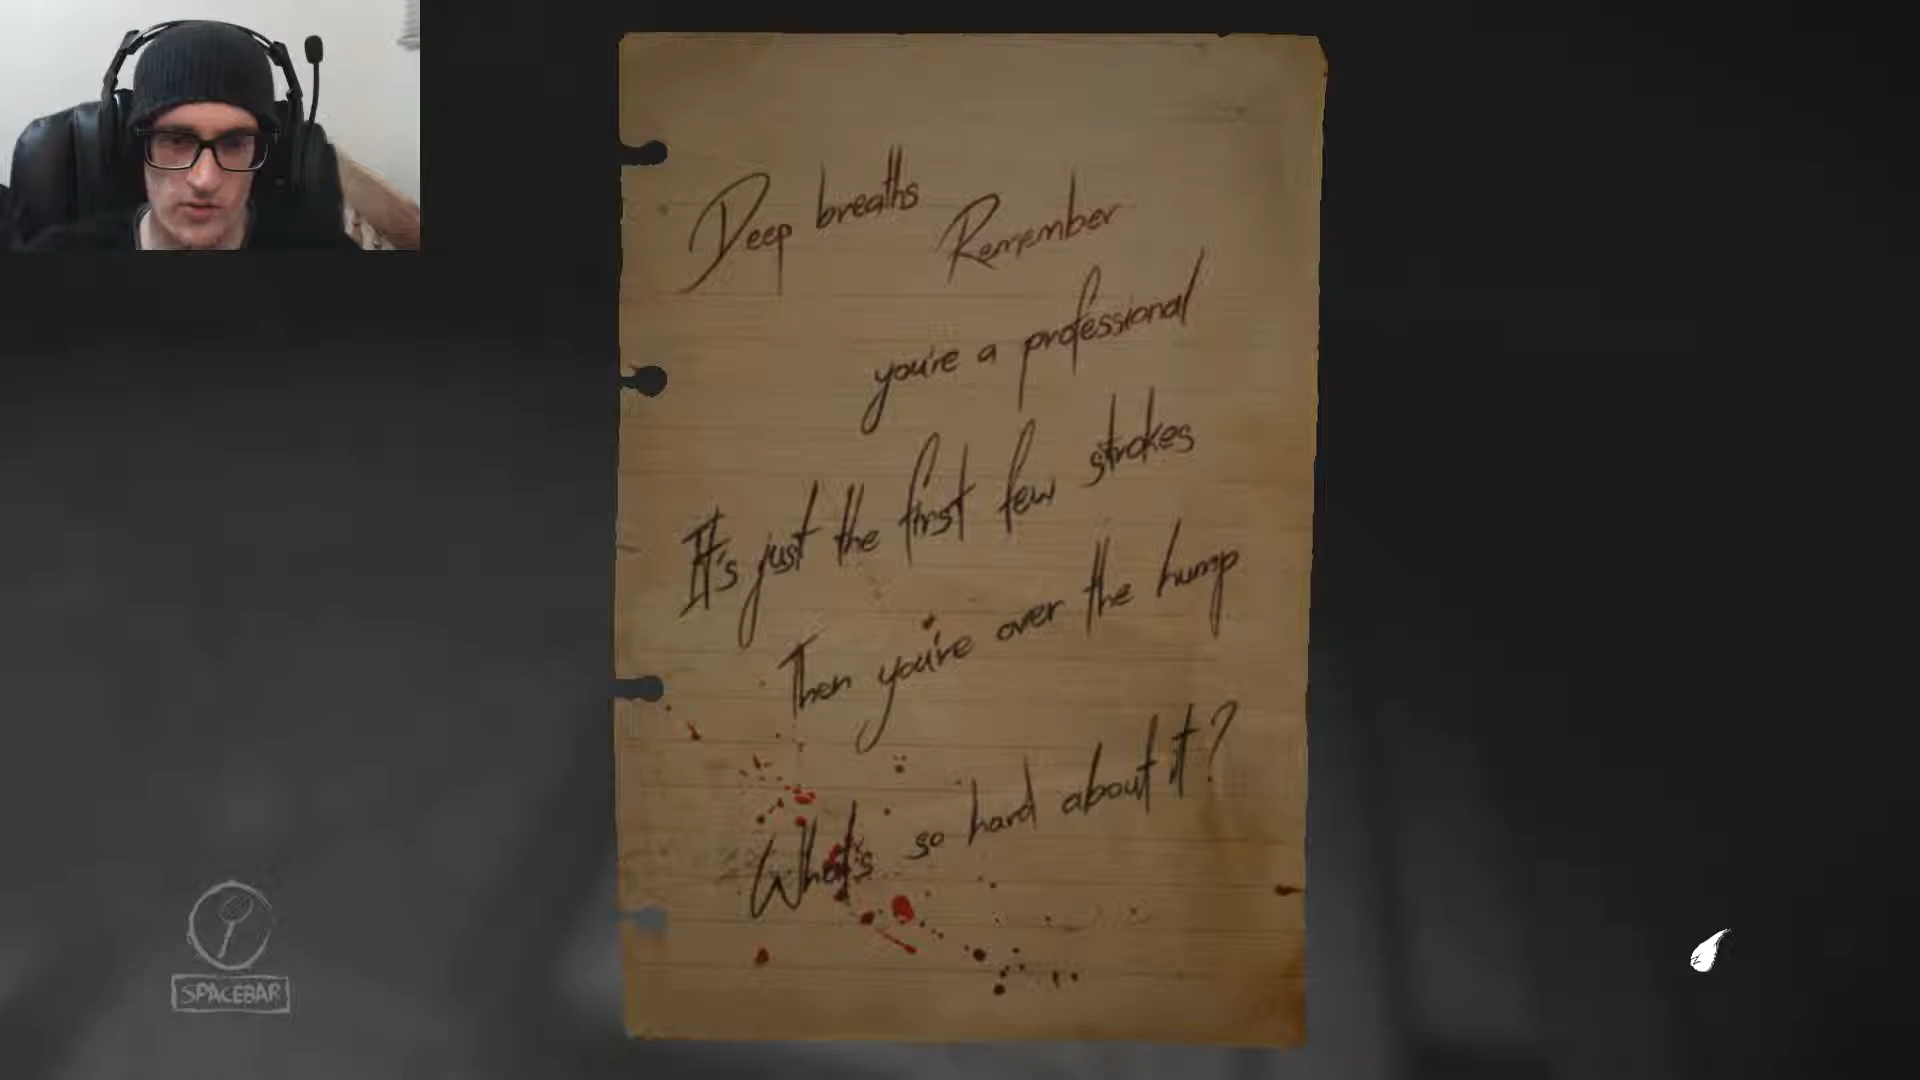 Deep breaths
Remember
you're a professional
It's just the first few strokes
Then you're over the hump
What's so hard about it?
SPACEBAR